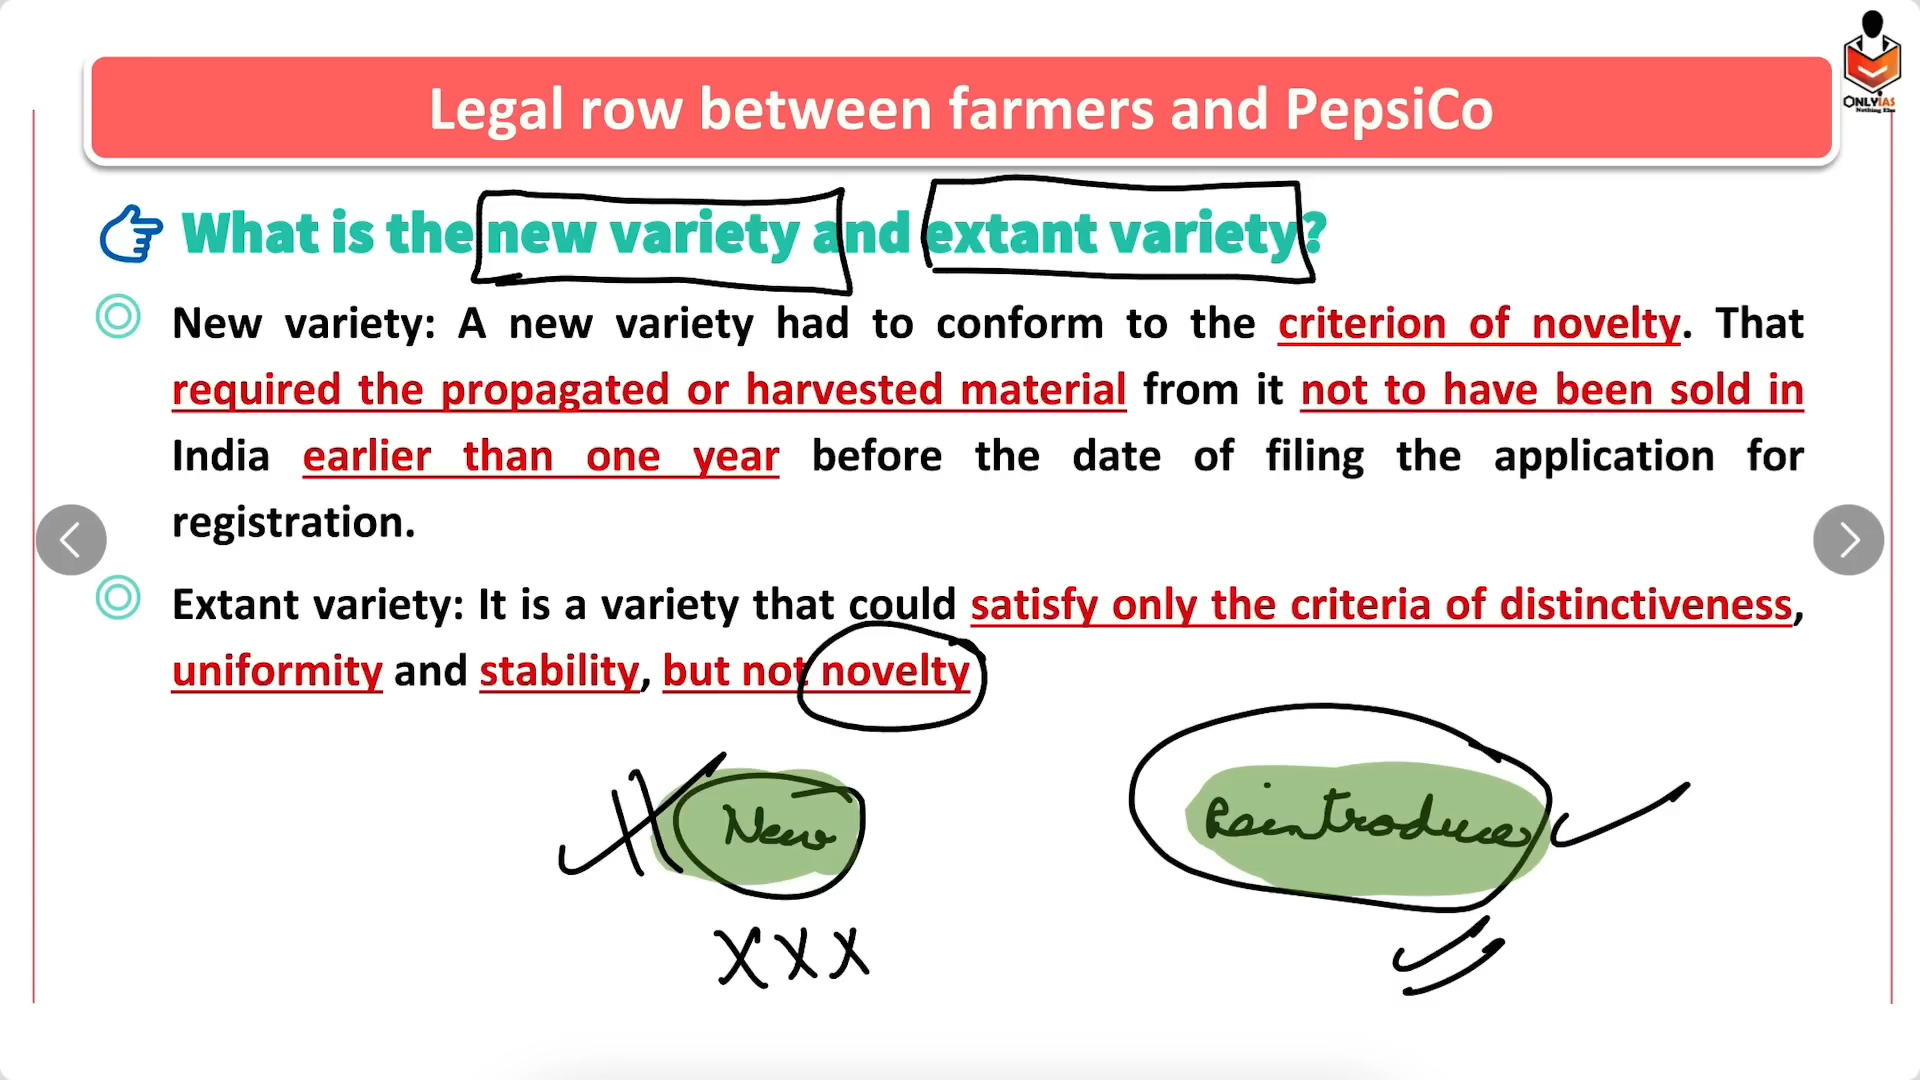 ONLYIAS
Nothing Else
Legal row between farmers and PepsiCo
What is the new variety and extant variety?
New variety: A new variety had to conform to the criterion of novelty. That
required the propagated or harvested material from it not to have been sold in
India earlier than one year before the date of filing the application for
registration.
Extant variety: It is a variety that could satisfy only the criteria of distinctiveness,
uniformity and stability, but not novelty
New
Reintroduce
XXX